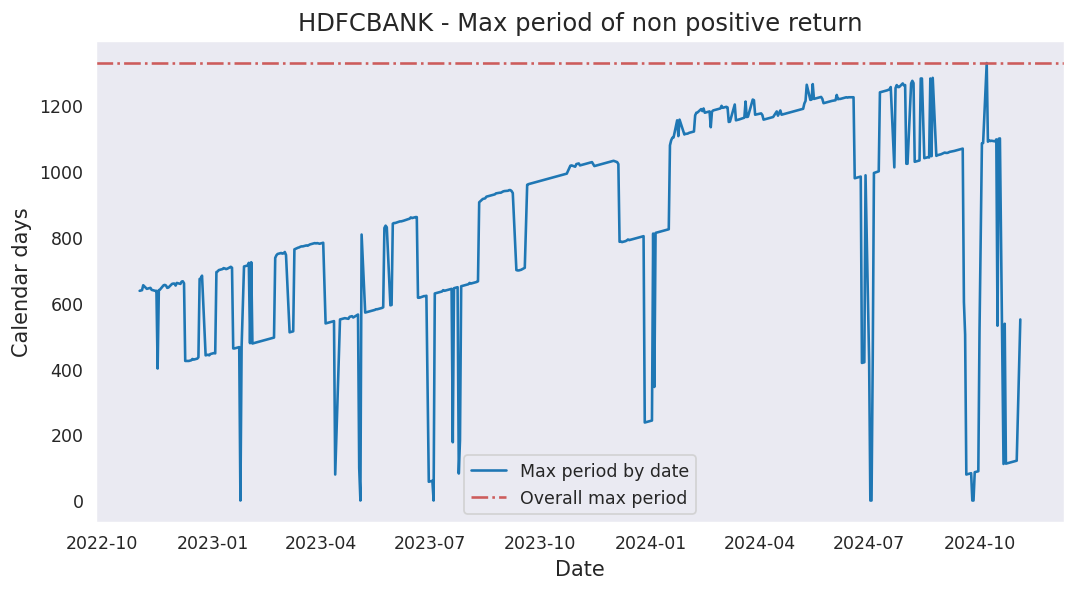 HDFCBANK - Max period of non positive return
Calendar days
1200
1000
800
600
400
200
0
Max period by date
Overall max period
2022-10 2023-01 2023-04 2023-07 2023-10 2024-01 2024-04 2024-07 2024-10
Date